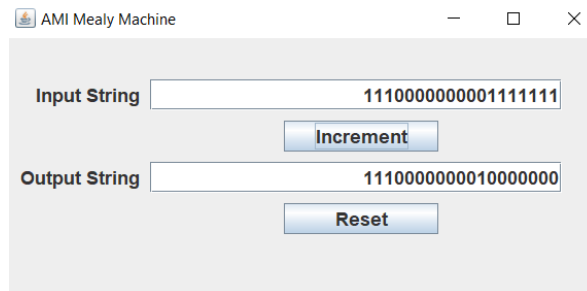 AMI Mealy Machine
Input String 1110000000001111111
Increment
Output String 1110000000010000000
Reset